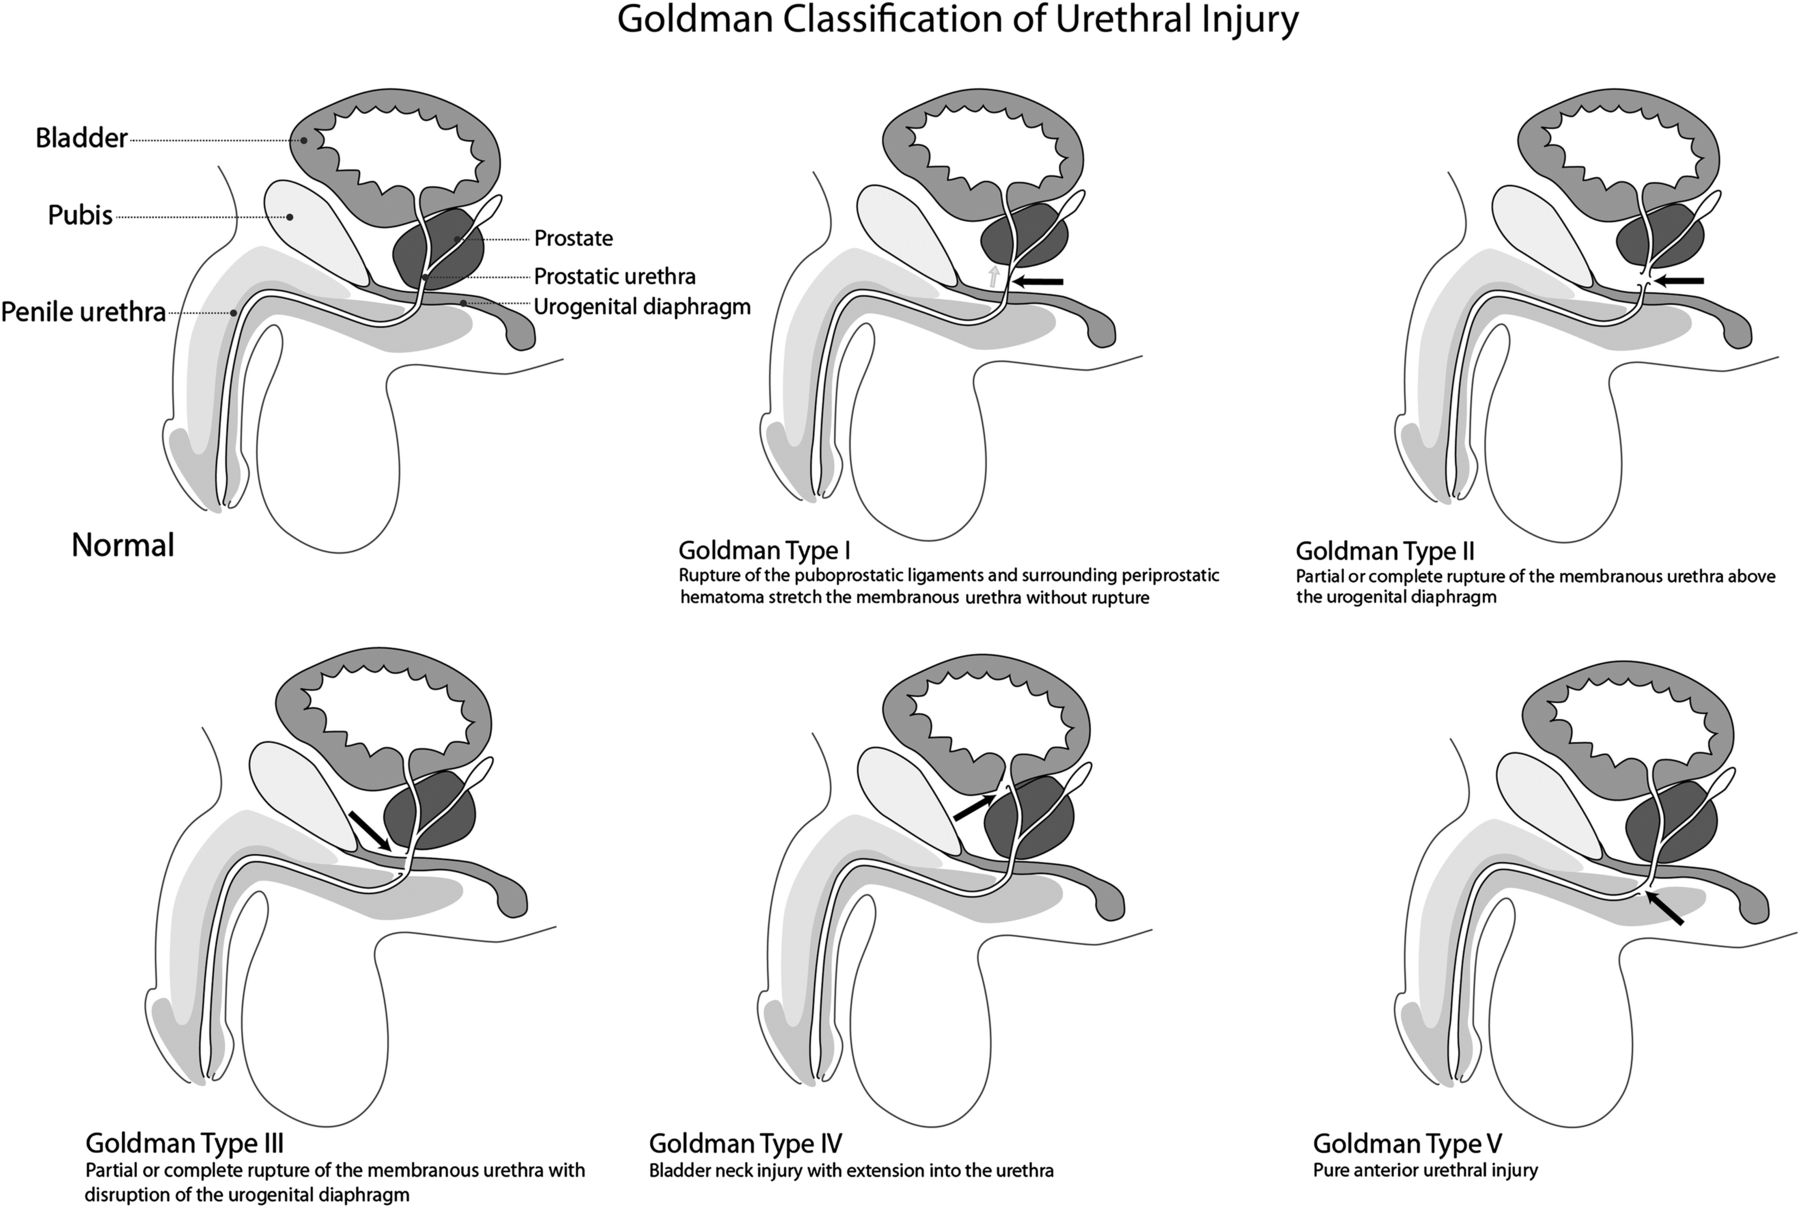 Goldman Classification of Urethral Injury
Bladder
Pubis
Penile urethra
Prostate
Prostatic urethra
Urogenital diaphragm
Normal
Goldman Type I
Rupture of the puboprostatic ligaments and surrounding periprostatic
hematoma stretch the membranous urethra without rupture
Goldman Type II
Partial or complete rupture of the membranous urethra above
the urogenital diaphragm
Goldman Type III
Partial or complete rupture of the membranous urethra with
disruption of the urogenital diaphragm
Goldman Type IV
Bladder neck injury with extension into the urethra
Goldman Type V
Pure anterior urethral injury